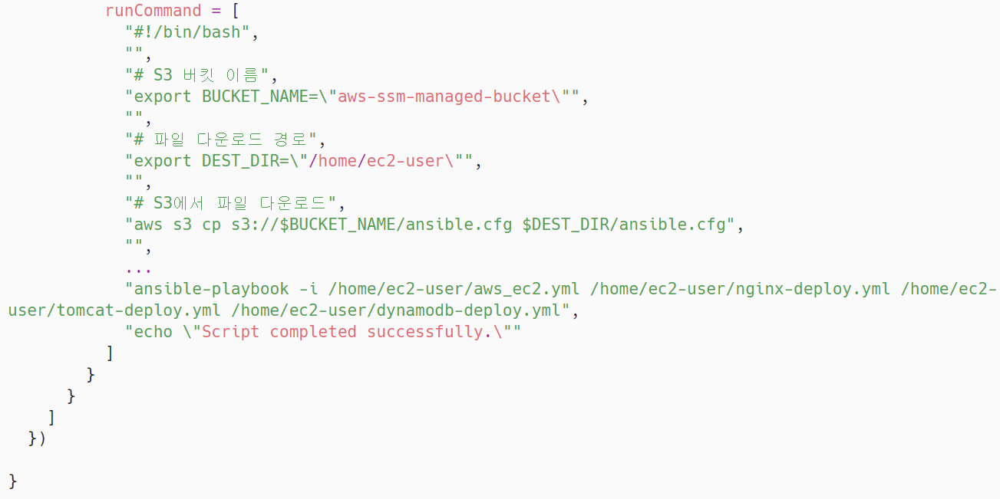 runCommand = [
"#!/bin/bash",
"",
"# S3 버킷 이름",
"export BUCKET_NAME=\"aws-ssm-managed-bucket\"",
"",
"# 파일 다운로드 경로",
"export DEST_DIR=\"/home/ec2-user\"",
"",
"# S3에서 파일 다운로드",
"aws s3 cp s3://$BUCKET_NAME/ansible.cfg $DEST_DIR/ansible.cfg",
"",
...
"ansible-playbook -i /home/ec2-user/aws_ec2.yml /home/ec2-user/nginx-deploy.yml /home/ec2-
user/tomcat-deploy.yml /home/ec2-user/dynamodb-deploy.yml",
"echo \"Script completed successfully.\""
]
}
}
]
})
}